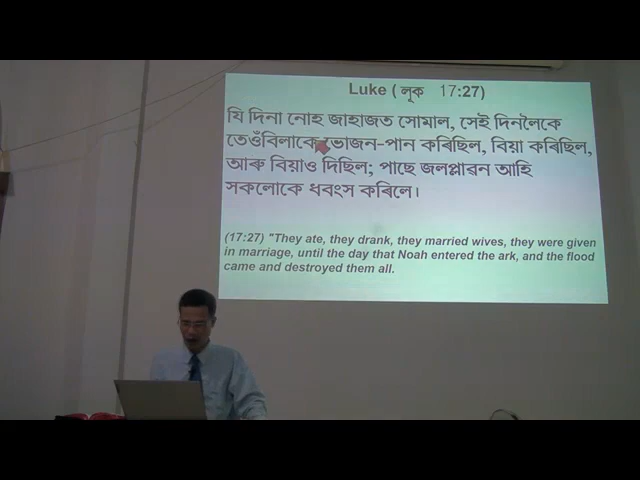 Luke ( লূক 17:27)
যি দিনা নোহ জাহাজত সোমাল, সেই দিনলৈকে
তেওঁবিলাকে ভোজন-পান কৰিছিল, বিয়া কৰিছিল,
আৰু বিয়াও দিছিল; পাছে জলপ্লাৱন আহি
সকলোকে ধবংস কৰিলে।
(17:27) "They ate, they drank, they married wives, they were given
in marriage, until the day that Noah entered the ark, and the flood
came and destroyed them all.